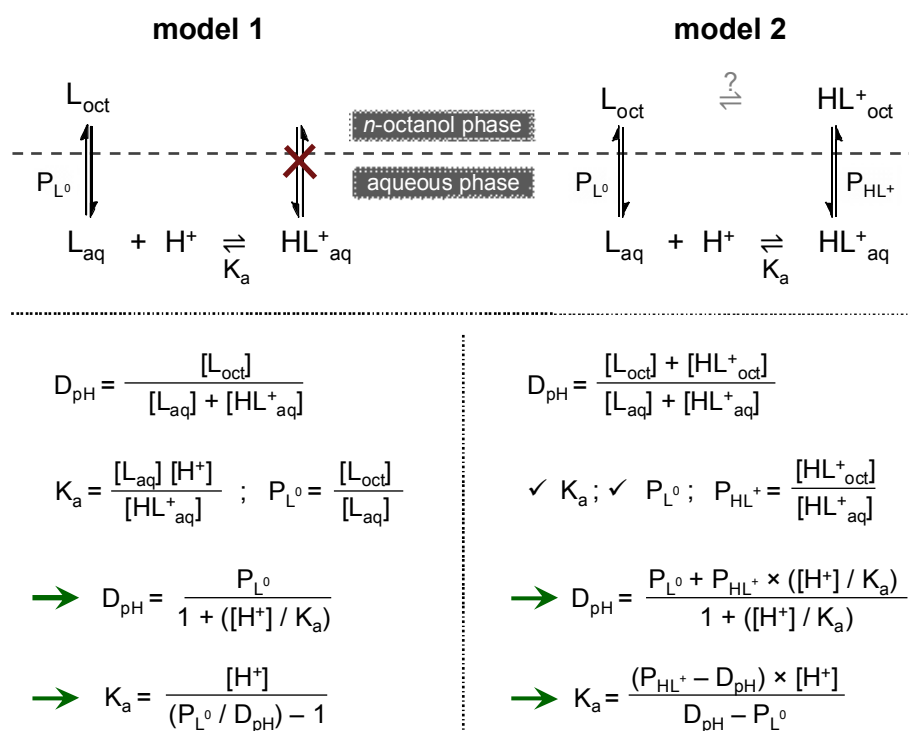 model 1
model 2
L_oct
?
⇌
L_oct
HL⁺_oct
n-octanol phase
P_L⁰
aqueous phase
P_L⁰
P_HL⁺
L_aq + H⁺ ⇌ HL⁺_aq
K_a
L_aq + H⁺ ⇌ HL⁺_aq
K_a
D_pH = [L_oct] / ([L_aq] + [HL⁺_aq])
K_a = [L_aq] [H⁺] / [HL⁺_aq] ; P_L⁰ = [L_oct] / [L_aq]
→ D_pH = P_L⁰ / (1 + ([H⁺] / K_a))
→ K_a = [H⁺] / ((P_L⁰ / D_pH) – 1)
D_pH = ([L_oct] + [HL⁺_oct]) / ([L_aq] + [HL⁺_aq])
✓ K_a ; ✓ P_L⁰ ; P_HL⁺ = [HL⁺_oct] / [HL⁺_aq]
→ D_pH = (P_L⁰ + P_HL⁺ × ([H⁺] / K_a)) / (1 + ([H⁺] / K_a))
→ K_a = ((P_HL⁺ – D_pH) × [H⁺]) / (D_pH – P_L⁰)